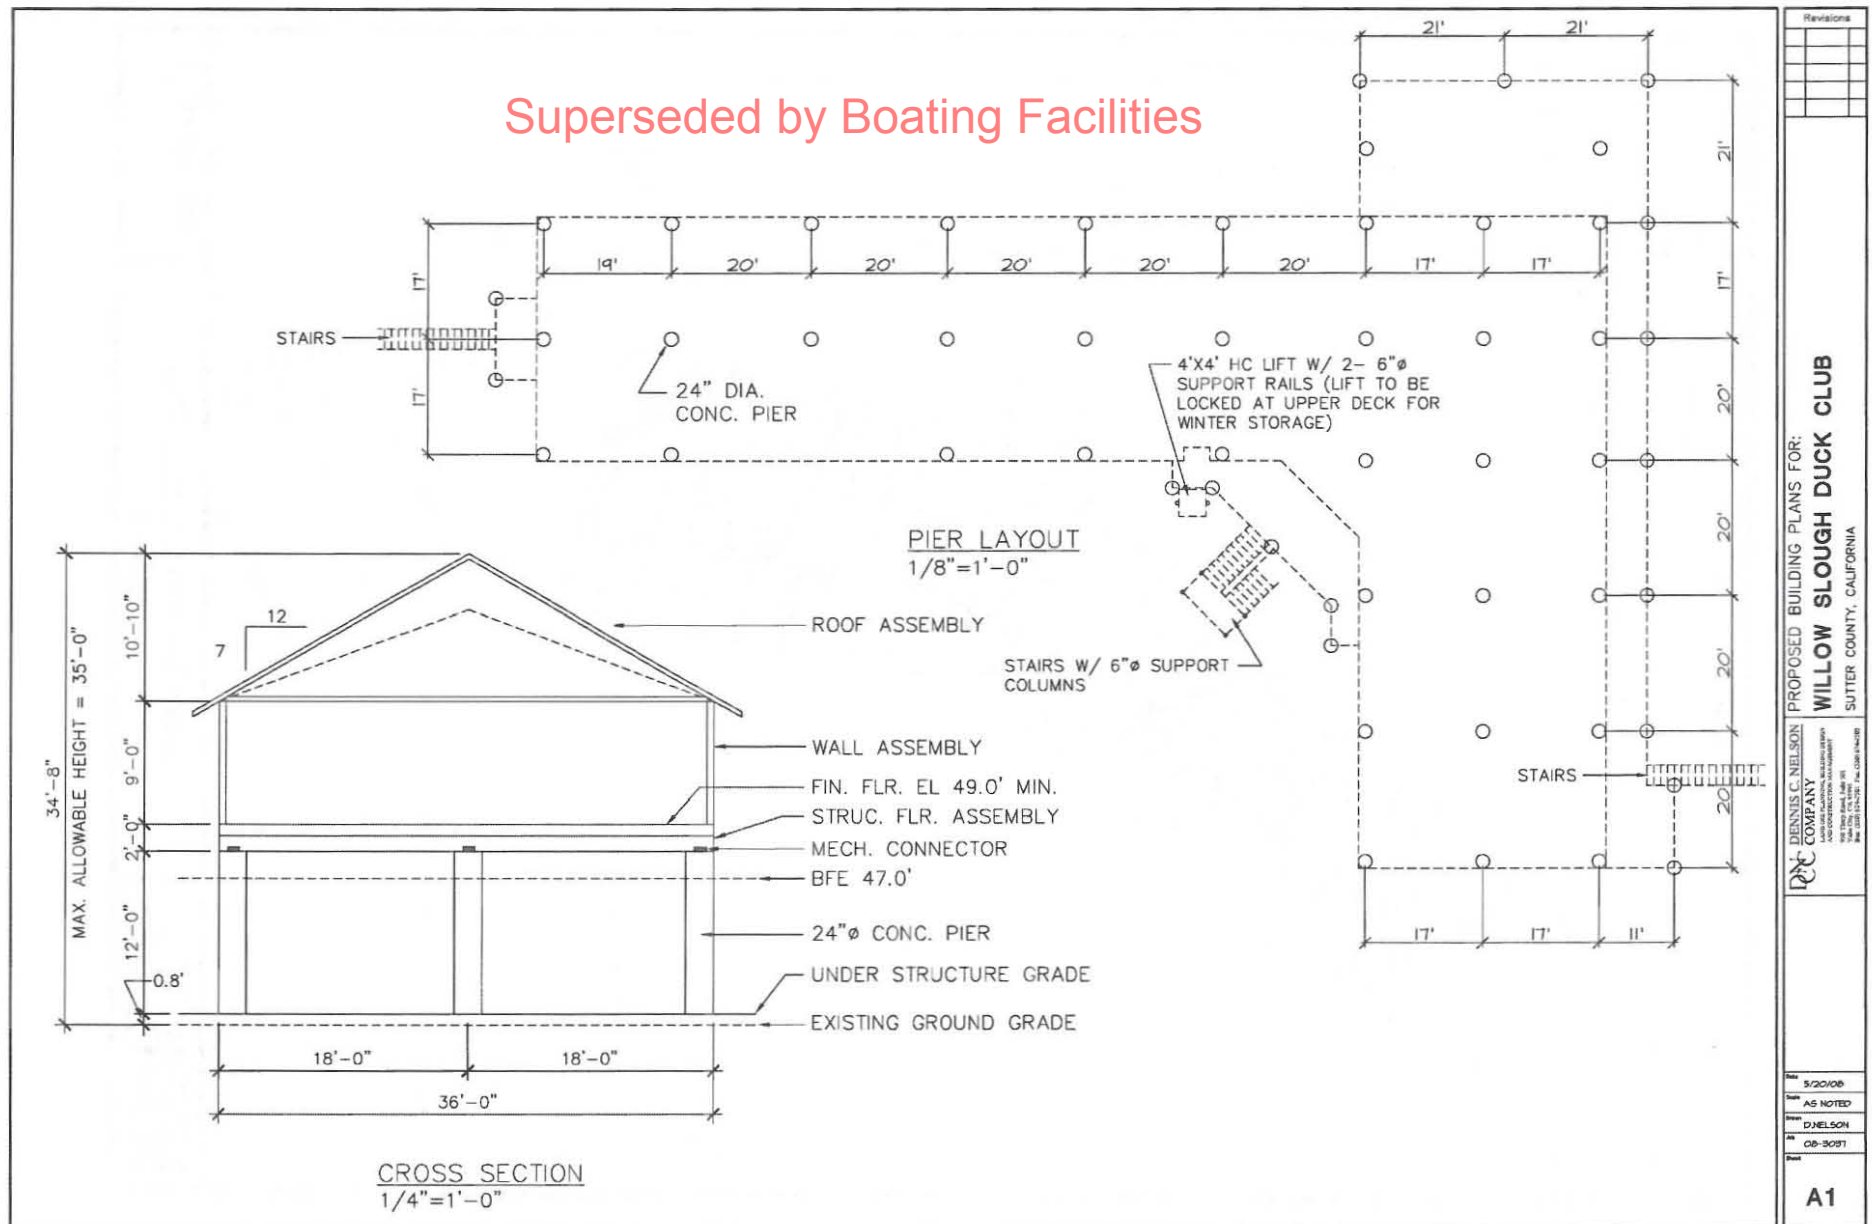 Superseded by Boating Facilities
21'
21'
21'
17'
20'
20'
20'
20'
19'
20'
20'
20'
20'
20'
17'
17'
17'
17'
STAIRS
24" DIA.
CONC. PIER
4'X4' HC LIFT W/ 2- 6"ø
SUPPORT RAILS (LIFT TO BE
LOCKED AT UPPER DECK FOR
WINTER STORAGE)
PIER LAYOUT
1/8"=1'-0"
STAIRS W/ 6"ø SUPPORT
COLUMNS
STAIRS
17'
17'
11'
34'-8"
MAX. ALLOWABLE HEIGHT = 35'-0"
10'-10"
9'-0"
2'-0"
12'-0"
0.8'
12
7
ROOF ASSEMBLY
WALL ASSEMBLY
FIN. FLR. EL 49.0' MIN.
STRUC. FLR. ASSEMBLY
MECH. CONNECTOR
BFE 47.0'
24"ø CONC. PIER
UNDER STRUCTURE GRADE
EXISTING GROUND GRADE
18'-0"
18'-0"
36'-0"
CROSS SECTION
1/4"=1'-0"
Revisions
PROPOSED BUILDING PLANS FOR:
WILLOW SLOUGH DUCK CLUB
SUTTER COUNTY, CALIFORNIA
DENNIS C. NELSON
COMPANY
Date
5/20/08
Scale
AS NOTED
Drawn
D.NELSON
Job
Sheet
A1